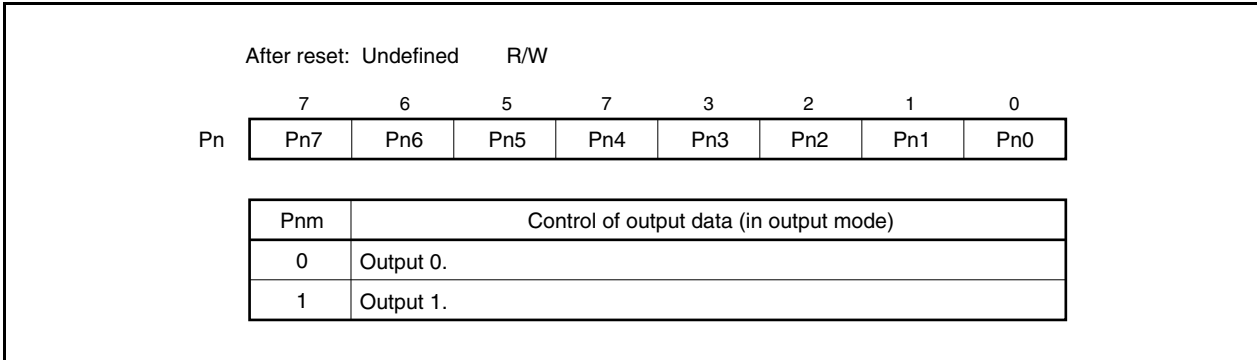 After reset: Undefined R/W
7 6 5 7 3 2 1 0
Pn Pn7 Pn6 Pn5 Pn4 Pn3 Pn2 Pn1 Pn0
Pnm Control of output data (in output mode)
0 Output 0.
1 Output 1.